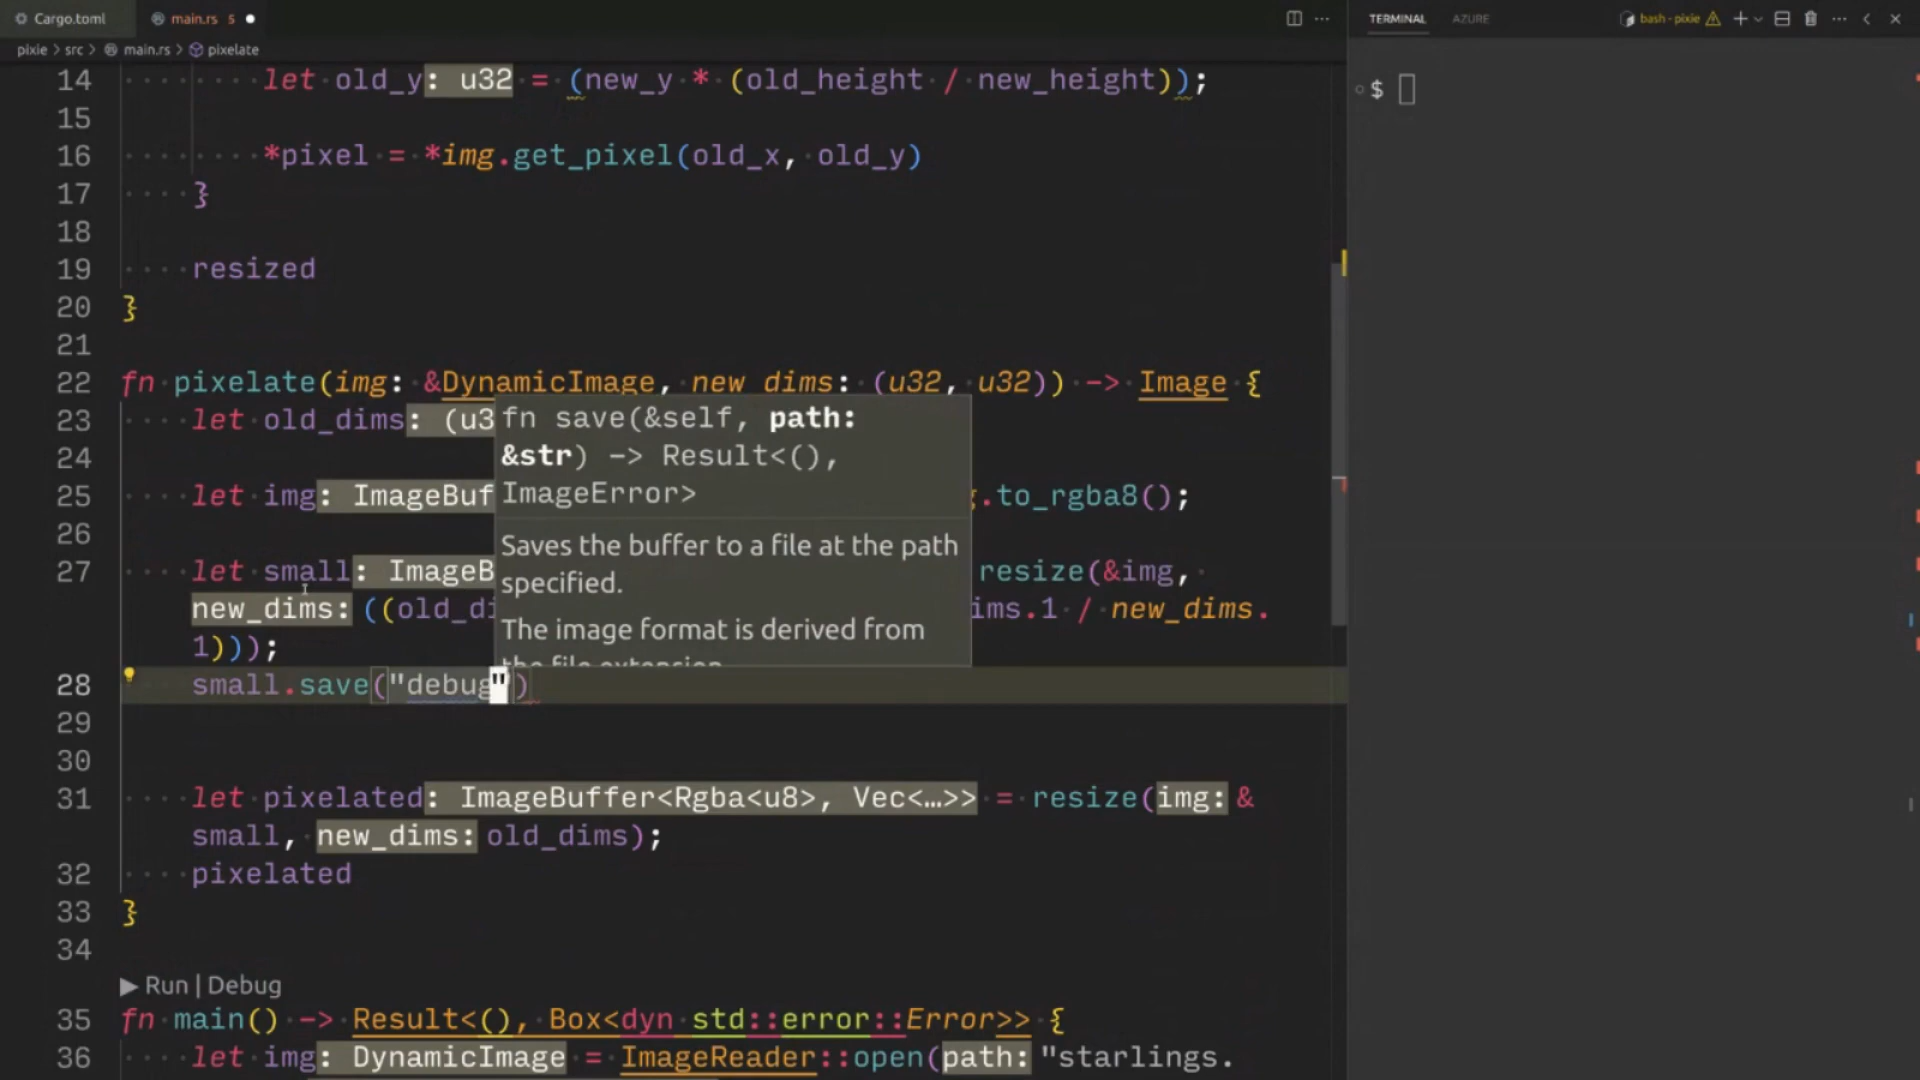 Cargo.toml
main.rs 5
TERMINAL AZURE bash - pixie
pixie > src > main.rs > pixelate
14 let old_y: u32 = (new_y * (old_height / new_height));
$
15
16 *pixel = *img.get_pixel(old_x, old_y)
17 }
18
19 resized
20 }
21
22 fn pixelate(img: &DynamicImage, new dims: (u32, u32)) -> Image {
23 let old_dims: (u3
fn save(&self, path:
&str) -> Result<(),
ImageError>
Saves the buffer to a file at the path
specified.
The image format is derived from
the file extension
24
25 let img: ImageBuf .to_rgba8();
26
27 let small: ImageB resize(&img,
new_dims: ((old_di ims.1 / new_dims.
1)));
28 small.save("debug")
29
30
31 let pixelated: ImageBuffer<Rgba<u8>, Vec<…>> = resize(img: &
small, new_dims: old_dims);
32 pixelated
33 }
34
▶ Run | Debug
35 fn main() -> Result<(), Box<dyn std::error::Error>> {
36 let img: DynamicImage = ImageReader::open(path: "starlings.